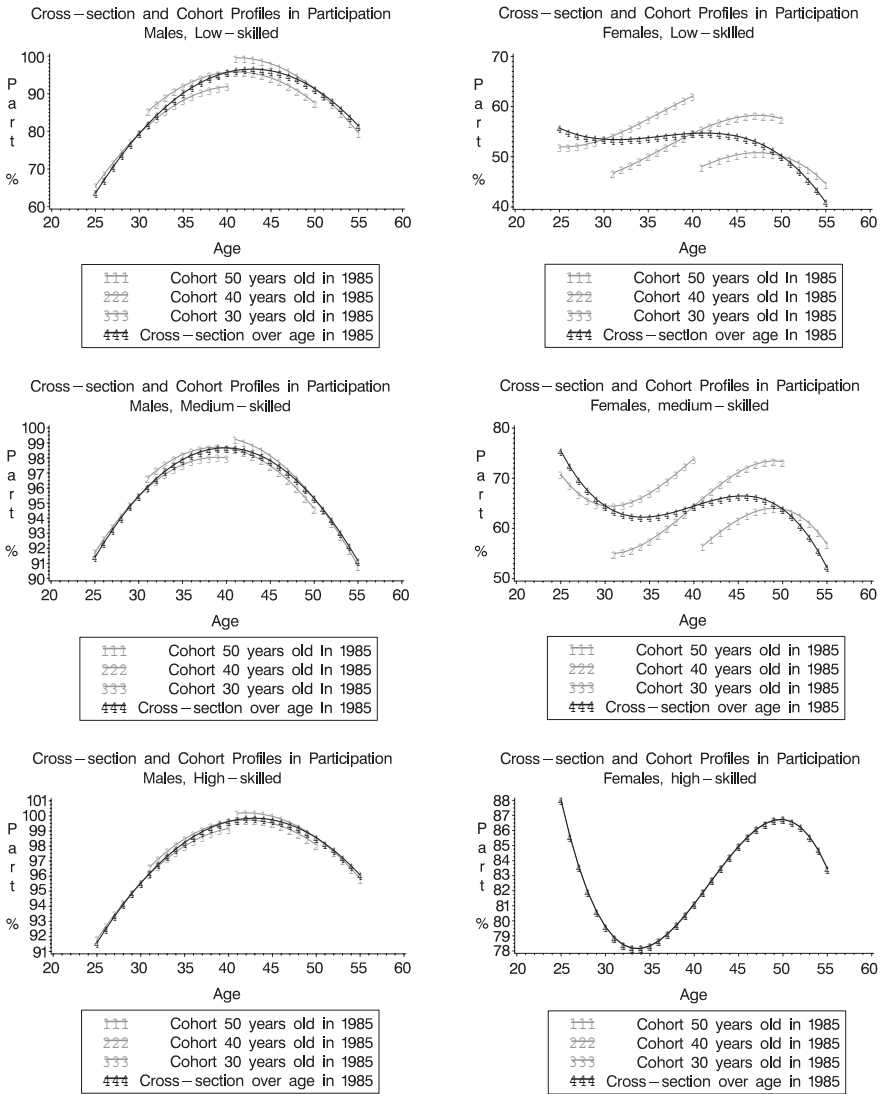 Cross−section and Cohort Profiles in Participation
Males, Low−skilled
Part %
100
90
80
70
60
20 25 30 35 40 45 50 55 60
Age
111 Cohort 50 years old in 1985
222 Cohort 40 years old in 1985
333 Cohort 30 years old in 1985
444 Cross−section over age in 1985
Cross−section and Cohort Profiles in Participation
Females, Low−skilled
Part %
70
60
50
40
20 25 30 35 40 45 50 55 60
Age
111 Cohort 50 years old In 1985
222 Cohort 40 years old In 1985
333 Cohort 30 years old In 1985
444 Cross−section over age In 1985
Cross−section and Cohort Profiles in Participation
Males, Medium−skilled
Part %
100
99
98
97
96
95
94
93
92
91
90
20 25 30 35 40 45 50 55 60
Age
111 Cohort 50 years old In 1985
222 Cohort 40 years old In 1985
333 Cohort 30 years old In 1985
444 Cross−section over age In 1985
Cross−section and Cohort Profiles in Participation
Females, medium−skilled
Part %
80
70
60
50
20 25 30 35 40 45 50 55 60
Age
111 Cohort 50 years old in 1985
222 Cohort 40 years old in 1985
333 Cohort 30 years old in 1985
444 Cross−section over age in 1985
Cross−section and Cohort Profiles in Participation
Males, High−skilled
Part %
101
100
99
98
97
96
95
94
93
92
91
20 25 30 35 40 45 50 55 60
Age
111 Cohort 50 years old in 1985
222 Cohort 40 years old in 1985
333 Cohort 30 years old in 1985
444 Cross−section over age in 1985
Cross−section and Cohort Profiles in Participation
Females, high−skilled
Part %
88
87
86
85
84
83
82
81
80
79
78
20 25 30 35 40 45 50 55 60
Age
111 Cohort 50 years old in 1985
222 Cohort 40 years old in 1985
333 Cohort 30 years old in 1985
444 Cross−section over age in 1985